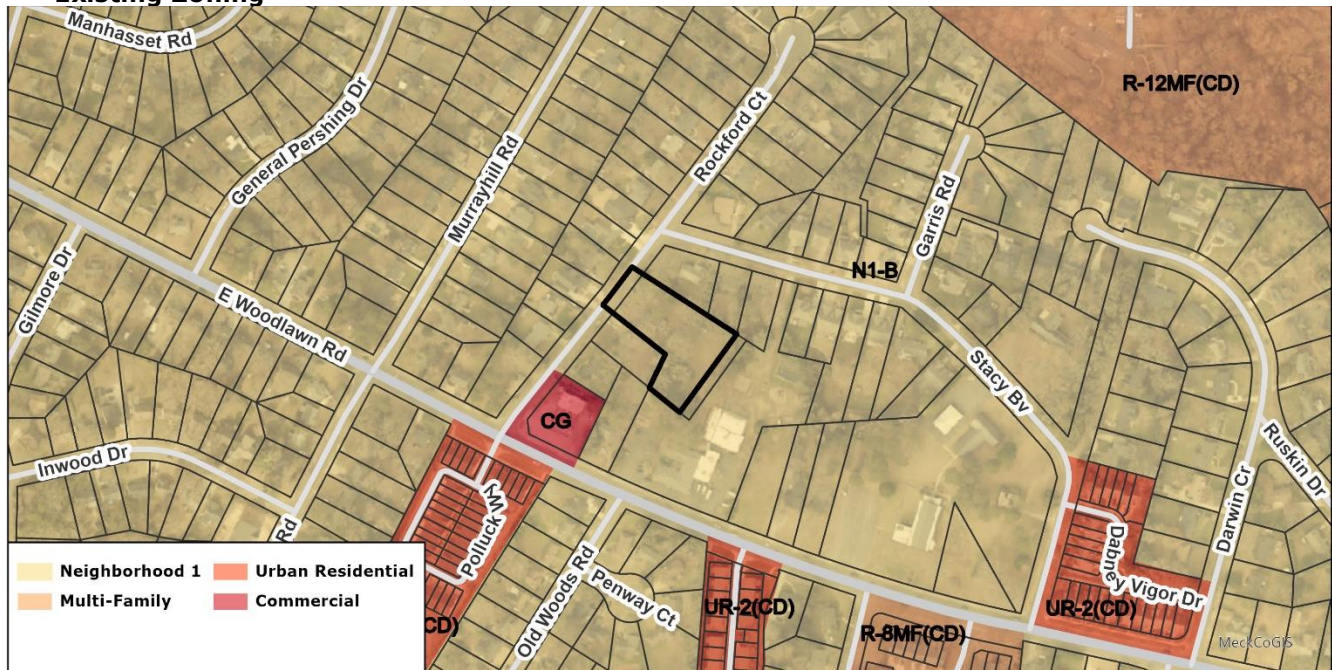 Existing Zoning
Manhasset Rd
General Pershing Dr
Murrayhill Rd
Rockford Ct
Garris Rd
R-12MF(CD)
Gilmore Dr
E Woodlawn Rd
N1-B
Stacy Bv
Ruskin Dr
Darwin Cr
CG
Inwood Dr
Rd
Polluck Wy
Old Woods Rd
Penway Ct
UR-2(CD)
R-8MF(CD)
UR-2(CD)
Dabney Vigor Dr
CD)
Neighborhood 1
Urban Residential
Multi-Family
Commercial
MeckCoGIS